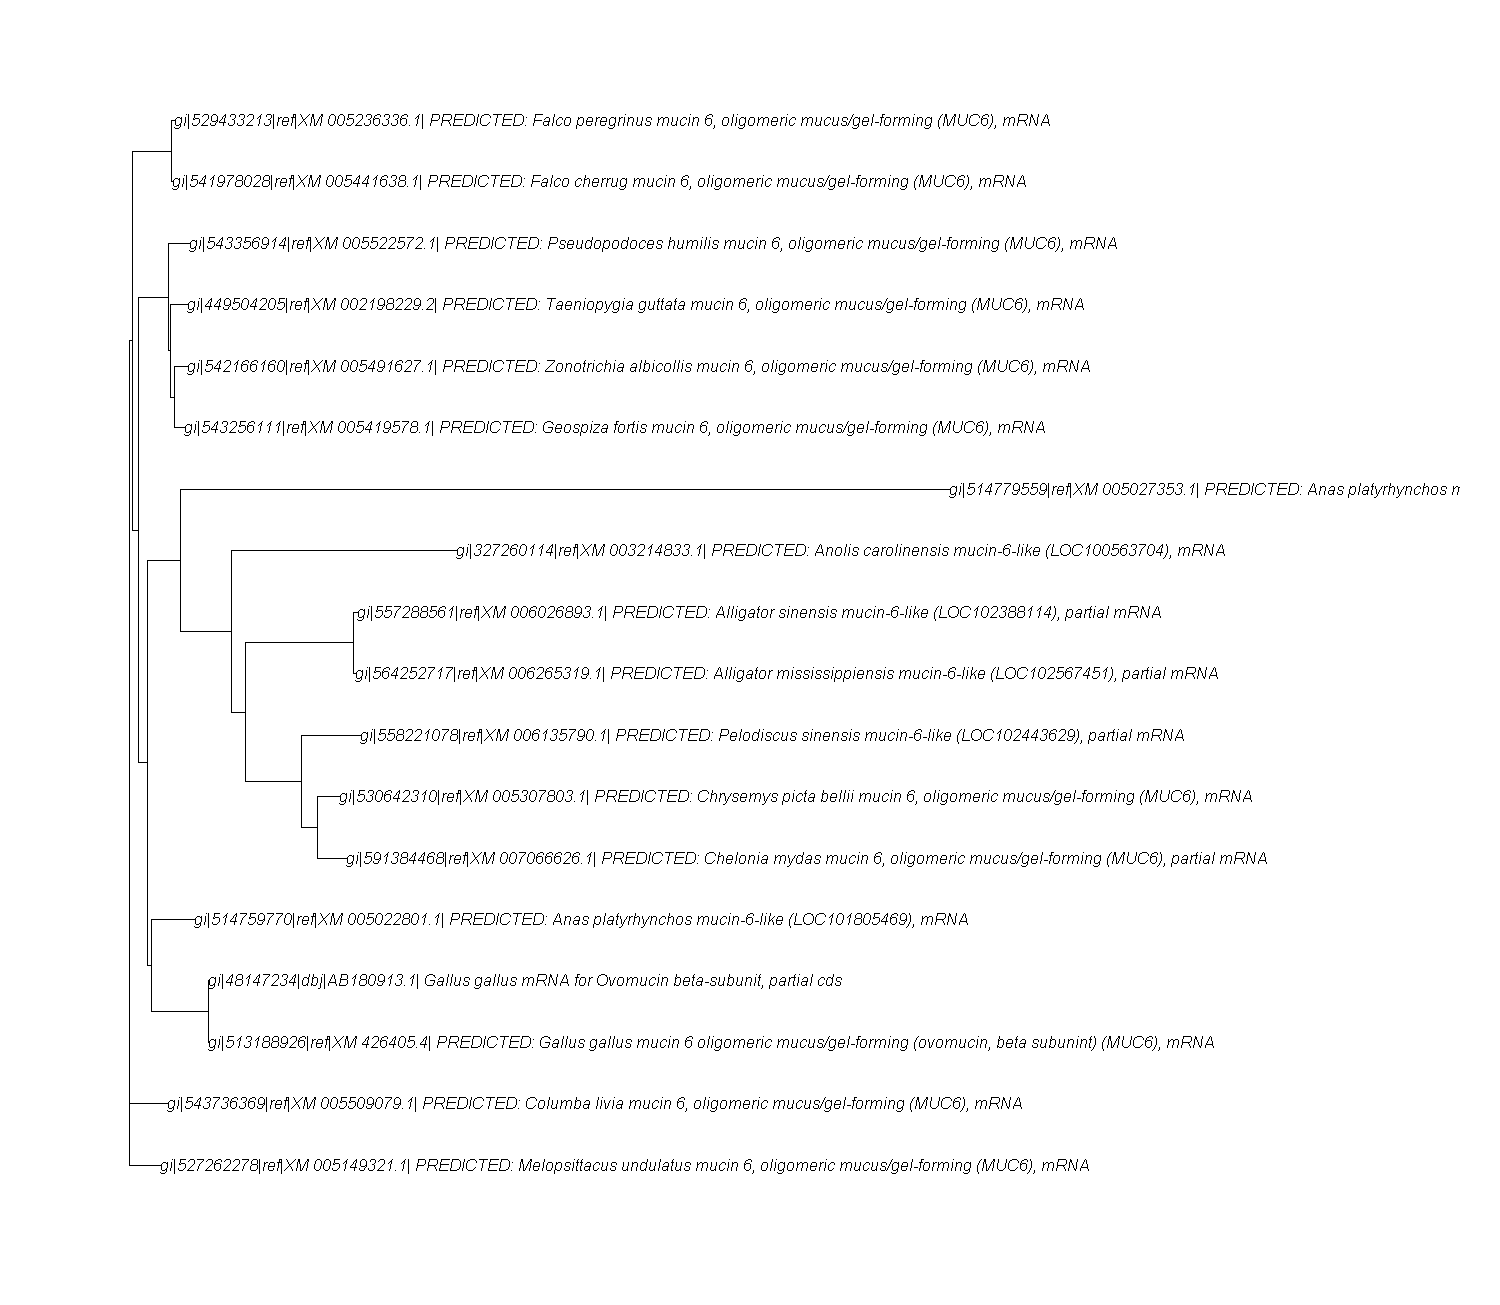 gi|529433213|ref|XM 005236336.1| PREDICTED: Falco peregrinus mucin 6, oligomeric mucus/gel-forming (MUC6), mRNA
gi|541978028|ref|XM 005441638.1| PREDICTED: Falco cherrug mucin 6, oligomeric mucus/gel-forming (MUC6), mRNA
gi|543356914|ref|XM 005522572.1| PREDICTED: Pseudopodoces humilis mucin 6, oligomeric mucus/gel-forming (MUC6), mRNA
gi|449504205|ref|XM 002198229.2| PREDICTED: Taeniopygia guttata mucin 6, oligomeric mucus/gel-forming (MUC6), mRNA
gi|542166160|ref|XM 005491627.1| PREDICTED: Zonotrichia albicollis mucin 6, oligomeric mucus/gel-forming (MUC6), mRNA
gi|543256111|ref|XM 005419578.1| PREDICTED: Geospiza fortis mucin 6, oligomeric mucus/gel-forming (MUC6), mRNA
gi|514779559|ref|XM 005027353.1| PREDICTED: Anas platyrhynchos
gi|327260114|ref|XM 003214833.1| PREDICTED: Anolis carolinensis mucin-6-like (LOC100563704), mRNA
gi|557288561|ref|XM 006026893.1| PREDICTED: Alligator sinensis mucin-6-like (LOC102388114), partial mRNA
gi|564252717|ref|XM 006265319.1| PREDICTED: Alligator mississippiensis mucin-6-like (LOC102567451), partial mRNA
gi|558221078|ref|XM 006135790.1| PREDICTED: Pelodiscus sinensis mucin-6-like (LOC102443629), partial mRNA
gi|530642310|ref|XM 005307803.1| PREDICTED: Chrysemys picta bellii mucin 6, oligomeric mucus/gel-forming (MUC6), mRNA
gi|591384468|ref|XM 007066626.1| PREDICTED: Chelonia mydas mucin 6, oligomeric mucus/gel-forming (MUC6), partial mRNA
gi|514759770|ref|XM 005022801.1| PREDICTED: Anas platyrhynchos mucin-6-like (LOC101805469), mRNA
gi|48147234|dbj|AB180913.1| Gallus gallus mRNA for Ovomucin beta-subunit, partial cds
gi|513188926|ref|XM 426405.4| PREDICTED: Gallus gallus mucin 6 oligomeric mucus/gel-forming (ovomucin, beta subunint) (MUC6), mRNA
gi|543736369|ref|XM 005509079.1| PREDICTED: Columba livia mucin 6, oligomeric mucus/gel-forming (MUC6), mRNA
gi|527262278|ref|XM 005149321.1| PREDICTED: Melopsittacus undulatus mucin 6, oligomeric mucus/gel-forming (MUC6), mRNA